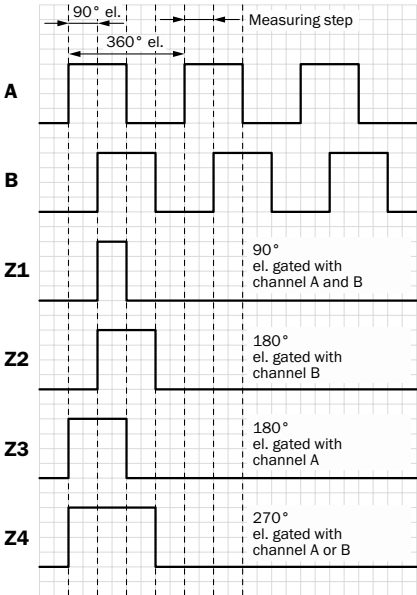 90° el.
Measuring step
360° el.
A
B
Z1
90°
el. gated with
channel A and B
Z2
180°
el. gated with
channel B
Z3
180°
el. gated with
channel A
Z4
270°
el. gated with
channel A or B